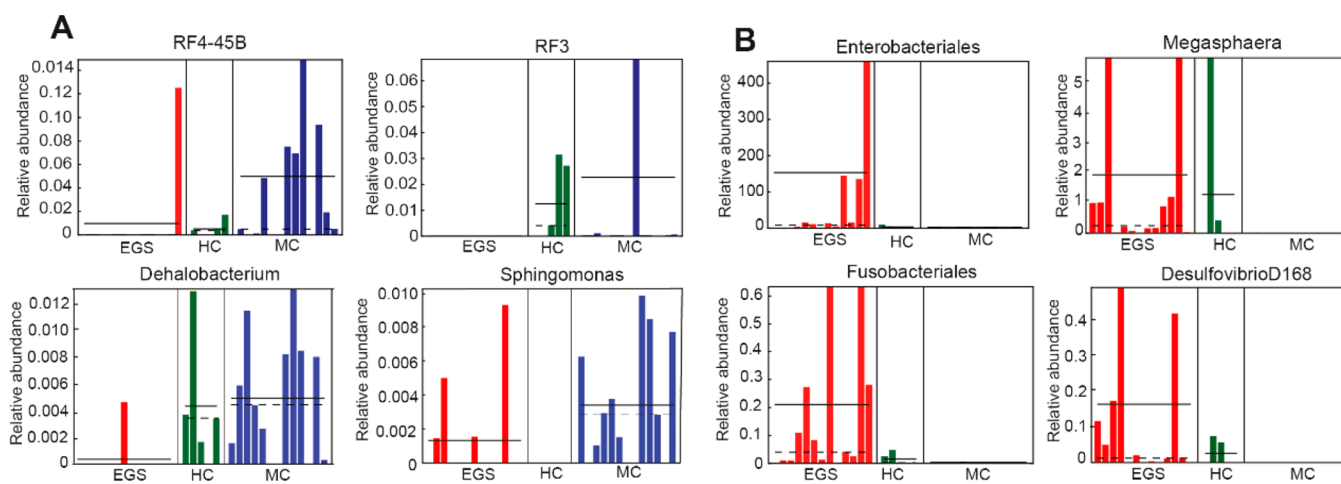 A
RF4-45B
Relative abundance
0.014
0.12
0.10
0.08
0.06
0.04
0.02
0
EGS HC MC
RF3
Relative abundance
0.06
0.05
0.04
0.03
0.02
0.01
0
EGS HC MC
Dehalobacterium
Relative abundance
0.012
0.010
0.008
0.006
0.004
0.002
0
EGS HC MC
Sphingomonas
Relative abundance
0.010
0.008
0.006
0.004
0.002
0
EGS HC MC
B
Enterobacteriales
Relative abundance
400
300
200
100
0
EGS HC MC
Megasphaera
Relative abundance
5
4
3
2
1
0
EGS HC MC
Fusobacteriales
Relative abundance
0.6
0.5
0.4
0.3
0.2
0.1
0
EGS HC MC
DesulfovibrioD168
Relative abundance
0.4
0.3
0.2
0.1
0
EGS HC MC